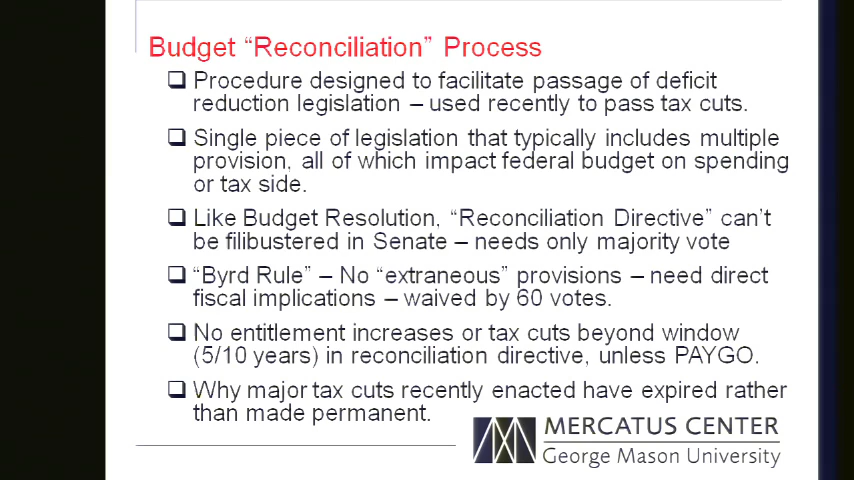 Budget “Reconciliation” Process
Procedure designed to facilitate passage of deficit
reduction legislation – used recently to pass tax cuts.
Single piece of legislation that typically includes multiple
provision, all of which impact federal budget on spending
or tax side.
Like Budget Resolution, “Reconciliation Directive” can’t
be filibustered in Senate – needs only majority vote
“Byrd Rule” – No “extraneous” provisions – need direct
fiscal implications – waived by 60 votes.
No entitlement increases or tax cuts beyond window
(5/10 years) in reconciliation directive, unless PAYGO.
Why major tax cuts recently enacted have expired rather
than made permanent.
MERCATUS CENTER
George Mason University